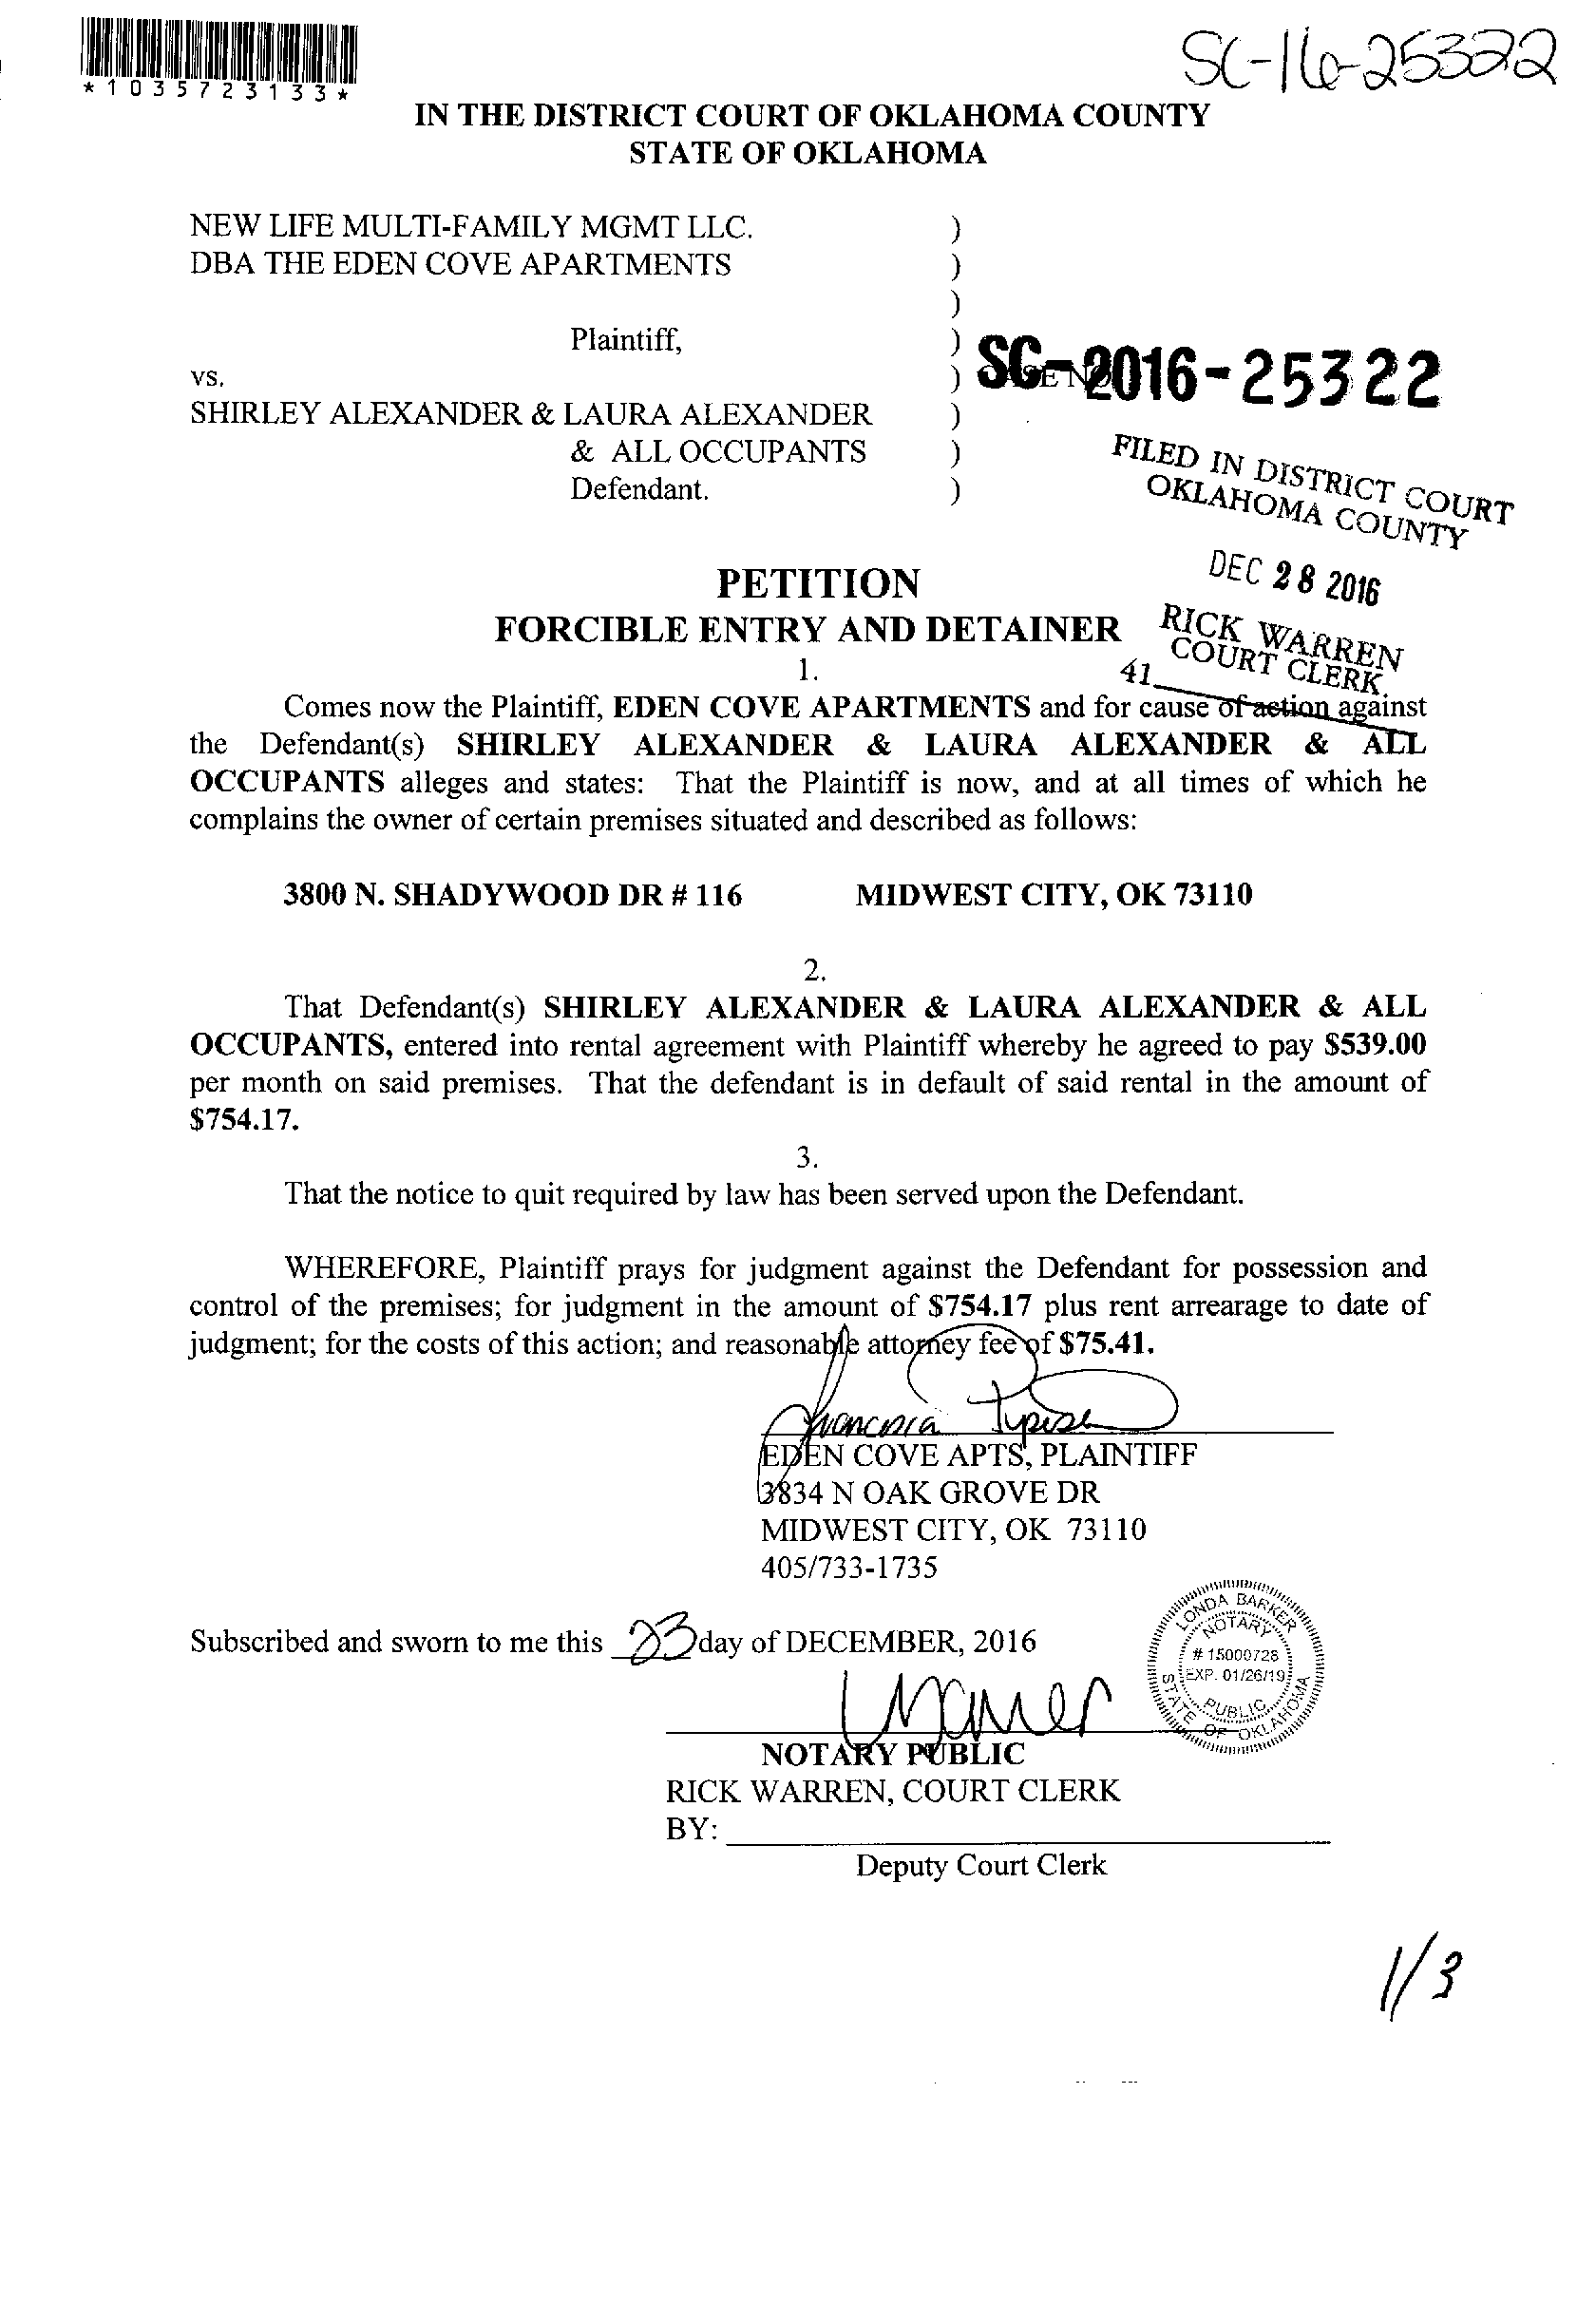 *1035723133*
SC-16-25322
IN THE DISTRICT COURT OF OKLAHOMA COUNTY
STATE OF OKLAHOMA
NEW LIFE MULTI-FAMILY MGMT LLC. )
DBA THE EDEN COVE APARTMENTS )
)
Plaintiff, )
vs. ) SC-2016-25322
SHIRLEY ALEXANDER & LAURA ALEXANDER )
& ALL OCCUPANTS )
Defendant. )
FILED IN DISTRICT COURT
OKLAHOMA COUNTY
DEC 28 2016
RICK WARREN
COURT CLERK
41
PETITION
FORCIBLE ENTRY AND DETAINER
1.
Comes now the Plaintiff, EDEN COVE APARTMENTS and for cause of action against
the Defendant(s) SHIRLEY ALEXANDER & LAURA ALEXANDER & ALL
OCCUPANTS alleges and states: That the Plaintiff is now, and at all times of which he
complains the owner of certain premises situated and described as follows:
3800 N. SHADYWOOD DR # 116 MIDWEST CITY, OK 73110
2.
That Defendant(s) SHIRLEY ALEXANDER & LAURA ALEXANDER & ALL
OCCUPANTS, entered into rental agreement with Plaintiff whereby he agreed to pay $539.00
per month on said premises. That the defendant is in default of said rental in the amount of
$754.17.
3.
That the notice to quit required by law has been served upon the Defendant.
WHEREFORE, Plaintiff prays for judgment against the Defendant for possession and
control of the premises; for judgment in the amount of $754.17 plus rent arrearage to date of
judgment; for the costs of this action; and reasonable attorney fee of $75.41.
EDEN COVE APTS, PLAINTIFF
3834 N OAK GROVE DR
MIDWEST CITY, OK 73110
405/733-1735
Subscribed and sworn to me this 23 day of DECEMBER, 2016
LONDA BARKER
NOTARY
# 15000728
EXP. 01/26/19
PUBLIC
STATE OF OKLAHOMA
NOTARY PUBLIC
RICK WARREN, COURT CLERK
BY:
Deputy Court Clerk
1/3